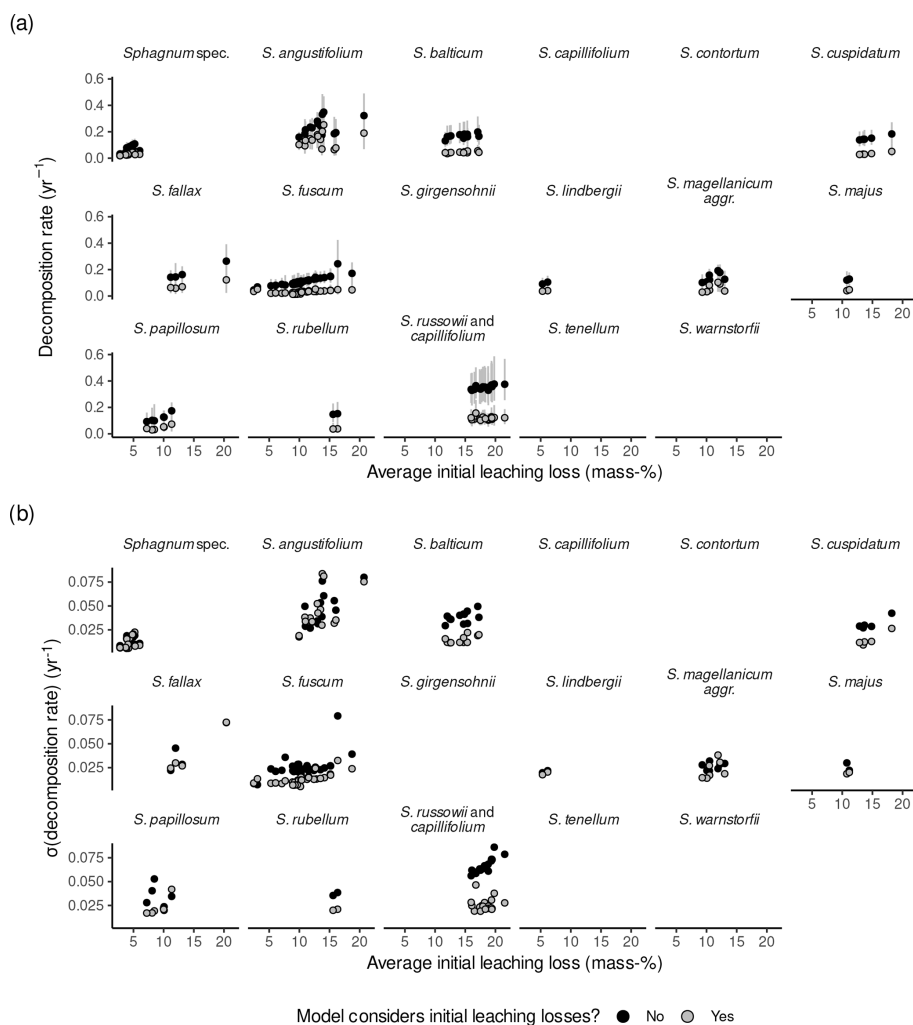 (a)
Sphagnum spec. S. angustifolium S. balticum S. capillifolium S. contortum S. cuspidatum
0.6
0.4
0.2
0.0
S. fallax S. fuscum S. girgensohnii S. lindbergii S. magellanicum aggr. S. majus
0.6
0.4
0.2
0.0
5 10 15 20
S. papillosum S. rubellum S. russowii and capillifolium S. tenellum S. warnstorfii
0.6
0.4
0.2
0.0
5 10 15 20 5 10 15 20 5 10 15 20 5 10 15 20 5 10 15 20
Decomposition rate (yr−1)
Average initial leaching loss (mass-%)
(b)
Sphagnum spec. S. angustifolium S. balticum S. capillifolium S. contortum S. cuspidatum
0.075
0.050
0.025
S. fallax S. fuscum S. girgensohnii S. lindbergii S. magellanicum aggr. S. majus
0.075
0.050
0.025
5 10 15 20
S. papillosum S. rubellum S. russowii and capillifolium S. tenellum S. warnstorfii
0.075
0.050
0.025
5 10 15 20 5 10 15 20 5 10 15 20 5 10 15 20 5 10 15 20
σ(decomposition rate) (yr−1)
Average initial leaching loss (mass-%)
Model considers initial leaching losses? No Yes